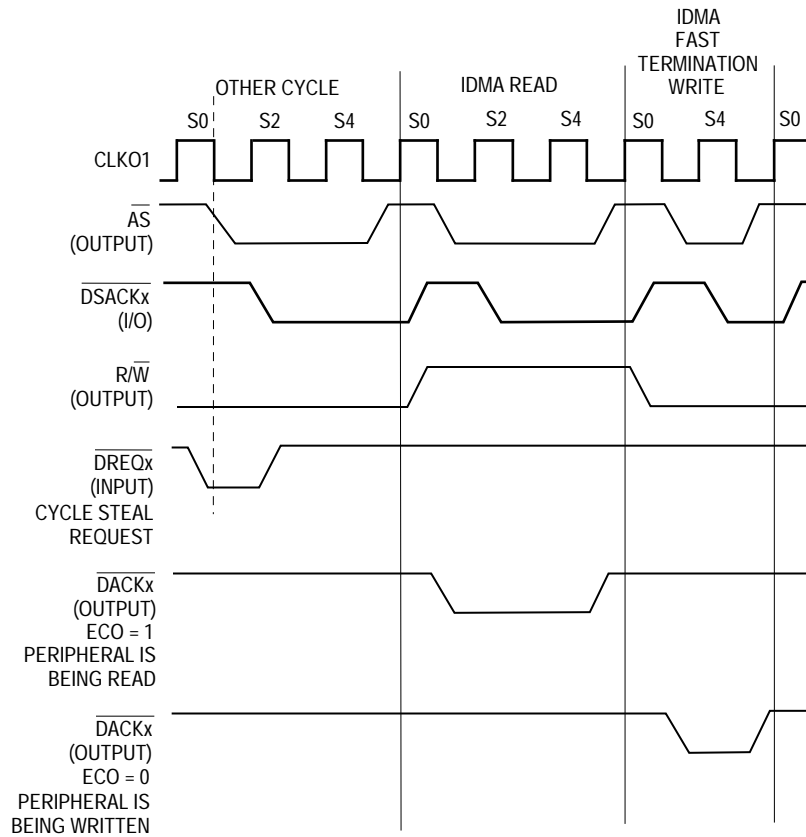 IDMA
FAST
TERMINATION
WRITE
OTHER CYCLE
IDMA READ
S0 S2 S4 S0 S2 S4 S0 S4 S0
CLKO1
AS
(OUTPUT)
DSACKx
(I/O)
R/W
(OUTPUT)
DREQx
(INPUT)
CYCLE STEAL
REQUEST
DACKx
(OUTPUT)
ECO = 1
PERIPHERAL IS
BEING READ
DACKx
(OUTPUT)
ECO = 0
PERIPHERAL IS
BEING WRITTEN